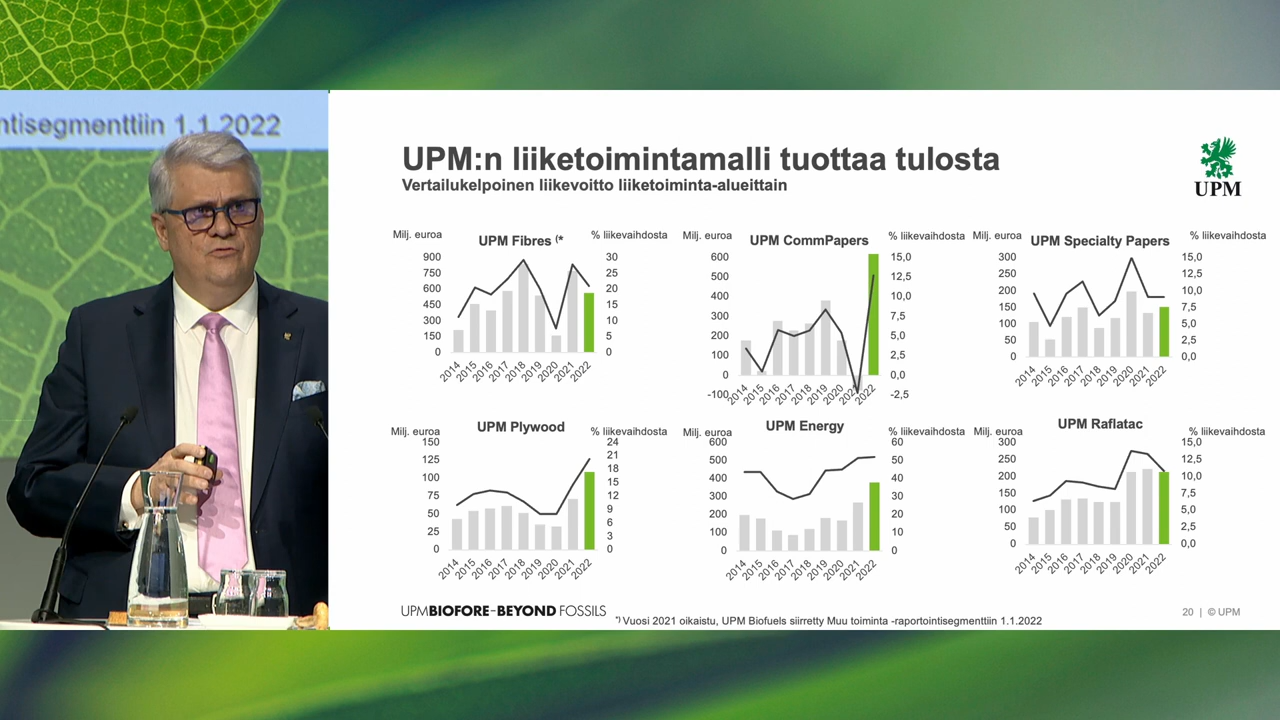 ntisegmenttiin 1.1.2022
UPM:n liiketoimintamalli tuottaa tulosta
Vertailukelpoinen liikevoitto liiketoiminta-alueittain
UPM
Milj. euroa UPM Fibres (* % liikevaihdosta
900 750 600 450 300 150 0
30 25 20 15 10 5 0
2014 2015 2016 2017 2018 2019 2020 2021 2022
Milj. euroa UPM CommPapers % liikevaihdosta
600 500 400 300 200 100 0 -100
15,0 12,5 10,0 7,5 5,0 2,5 0,0 -2,5
2014 2015 2016 2017 2018 2019 2020 2022
Milj. euroa UPM Specialty Papers % liikevaihdosta
300 250 200 150 100 50 0
15,0 12,5 10,0 7,5 5,0 2,5 0,0
2014 2015 2016 2017 2018 2019 2020 2021 2022
Milj. euroa UPM Plywood % liikevaihdosta
150 125 100 75 50 25 0
24 21 18 15 12 9 6 3 0
2014 2015 2016 2017 2018 2019 2020 2021 2022
Milj. euroa UPM Energy % liikevaihdosta
600 500 400 300 200 100 0
60 50 40 30 20 10 0
2014 2015 2016 2017 2018 2019 2020 2021 2022
Milj. euroa UPM Raflatac % liikevaihdosta
300 250 200 150 100 50 0
15,0 12,5 10,0 7,5 5,0 2,5 0,0
2014 2015 2016 2017 2018 2019 2020 2021 2022
UPM BIOFORE–BEYOND FOSSILS
*) Vuosi 2021 oikaistu, UPM Biofuels siirretty Muu toiminta -raportointisegmenttiin 1.1.2022
20 | © UPM